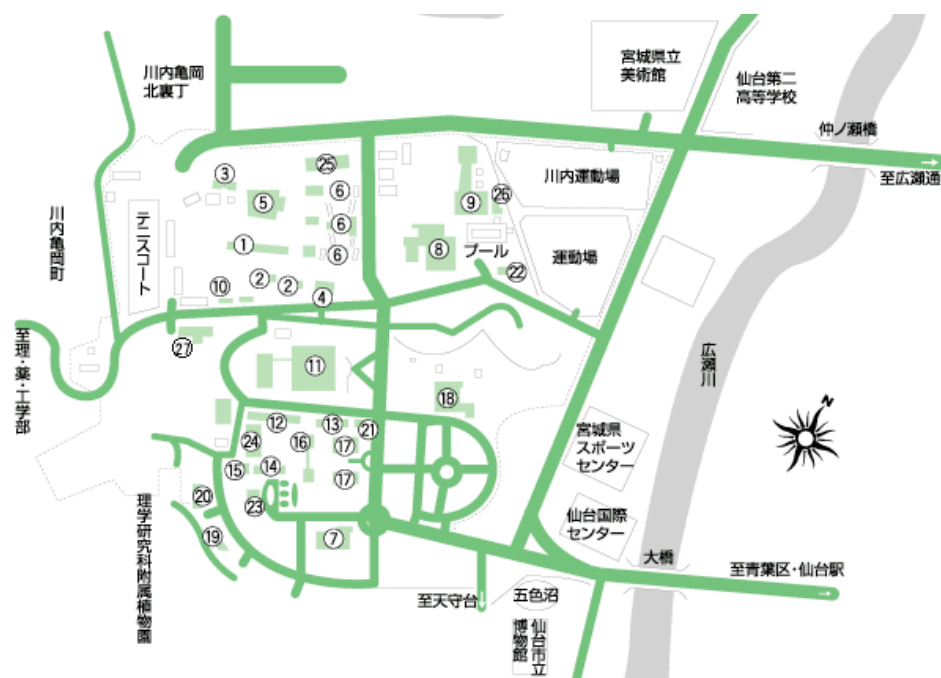 川内亀岡
北裏丁
宮城県立
美術館
仙台第二
高等学校
仲ノ瀬橋
至広瀬通
③
⑤
㉕
⑥
⑥
⑥
⑨
㉖
川内運動場
テニスコート
川内亀岡町
①
②
②
④
⑩
⑧
プール
㉒
運動場
至理・薬・工学部
㉗
⑪
⑱
広瀬川
N
⑫
⑬
㉑
⑯
⑰
⑰
㉔
⑮
⑭
⑳
㉓
⑲
⑦
宮城県
スポーツ
センター
仙台国際
センター
大橋
至青葉区・仙台駅
理学研究科附属植物園
至天守台
五色沼
仙台市立
博物館